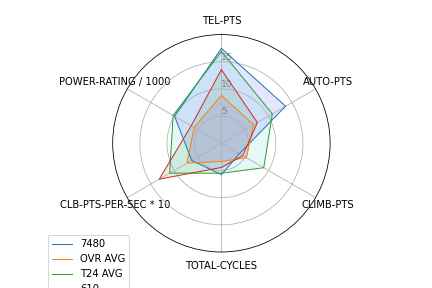 TEL-PTS
POWER-RATING / 1000
AUTO-PTS
15
10
5
CLB-PTS-PER-SEC * 10
CLIMB-PTS
TOTAL-CYCLES
7480
OVR AVG
T24 AVG
610